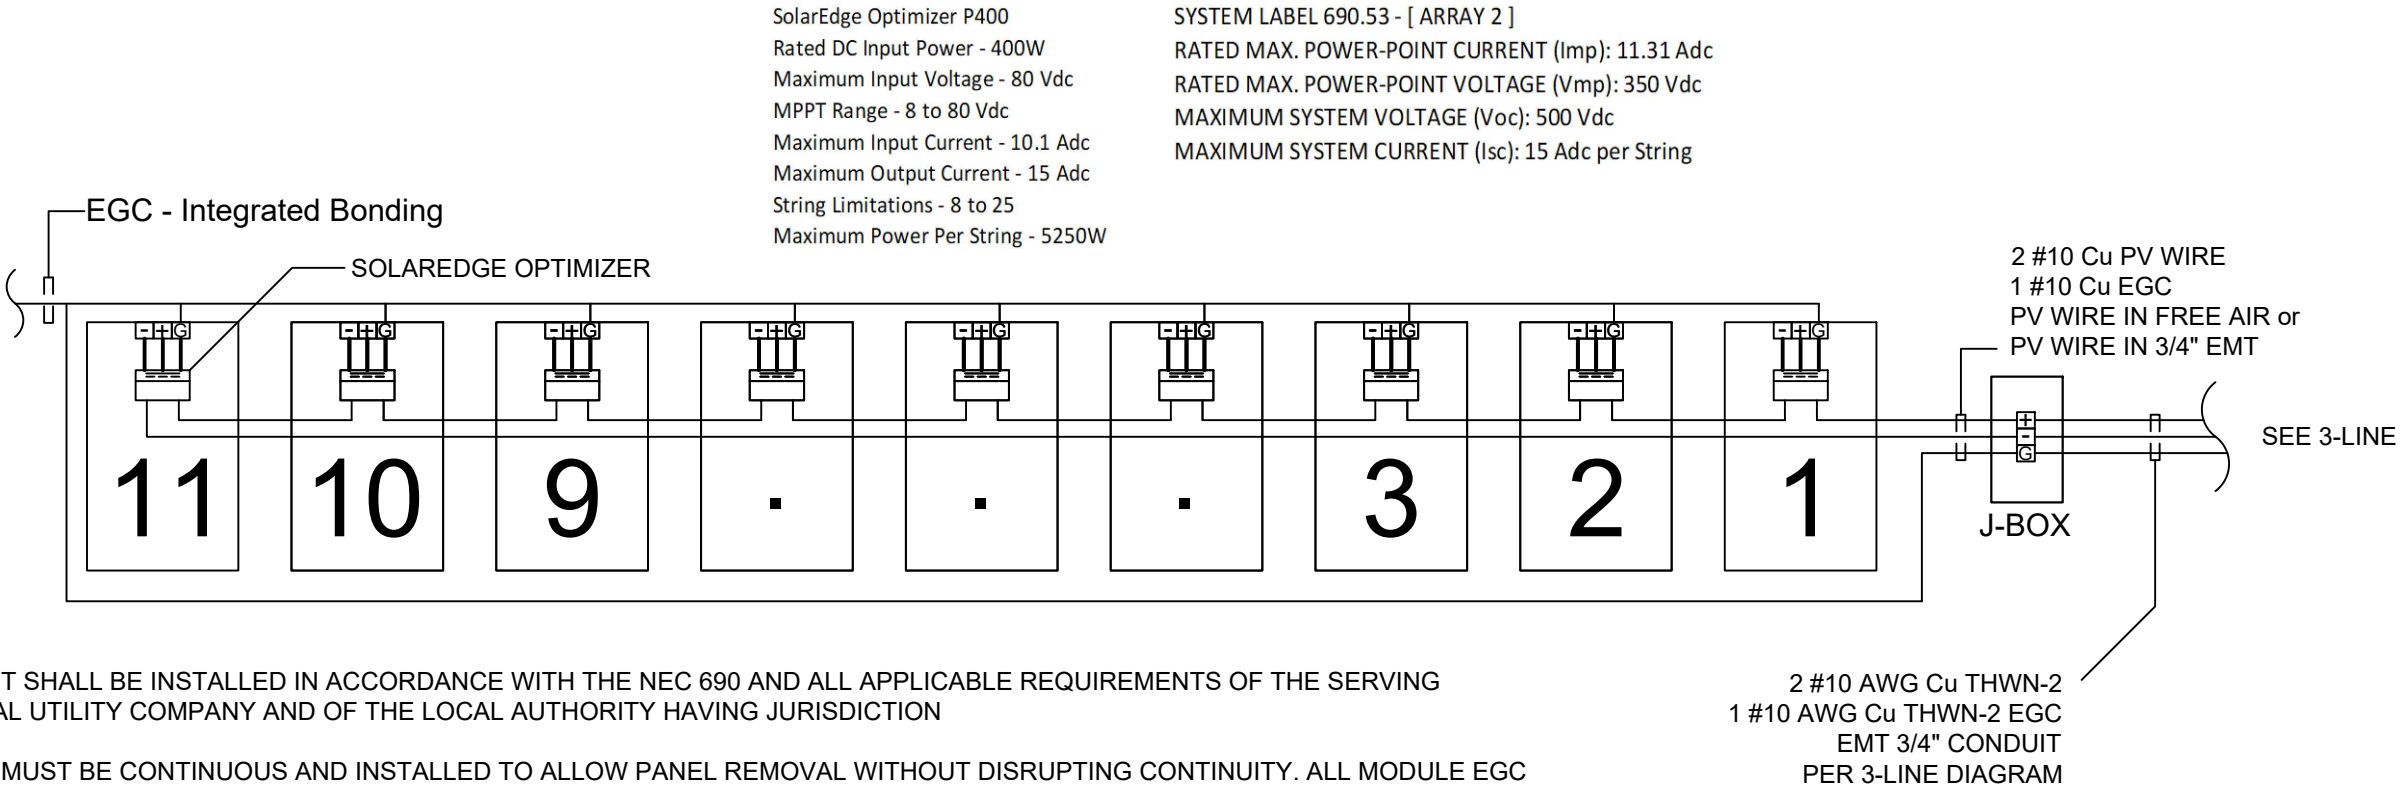 SolarEdge Optimizer P400
Rated DC Input Power - 400W
Maximum Input Voltage - 80 Vdc
MPPT Range - 8 to 80 Vdc
Maximum Input Current - 10.1 Adc
Maximum Output Current - 15 Adc
String Limitations - 8 to 25
Maximum Power Per String - 5250W
SYSTEM LABEL 690.53 - [ ARRAY 2 ]
RATED MAX. POWER-POINT CURRENT (Imp): 11.31 Adc
RATED MAX. POWER-POINT VOLTAGE (Vmp): 350 Vdc
MAXIMUM SYSTEM VOLTAGE (Voc): 500 Vdc
MAXIMUM SYSTEM CURRENT (Isc): 15 Adc per String
EGC - Integrated Bonding
SOLAREDGE OPTIMIZER
2 #10 Cu PV WIRE
1 #10 Cu EGC
PV WIRE IN FREE AIR or
PV WIRE IN 3/4" EMT
- + G - + G - + G - + G - + G - + G - + G - + G - + G
+
-
G
SEE 3-LINE
11 10 9 . . . 3 2 1
J-BOX
T SHALL BE INSTALLED IN ACCORDANCE WITH THE NEC 690 AND ALL APPLICABLE REQUIREMENTS OF THE SERVING
AL UTILITY COMPANY AND OF THE LOCAL AUTHORITY HAVING JURISDICTION
MUST BE CONTINUOUS AND INSTALLED TO ALLOW PANEL REMOVAL WITHOUT DISRUPTING CONTINUITY. ALL MODULE EGC
2 #10 AWG Cu THWN-2
1 #10 AWG Cu THWN-2 EGC
EMT 3/4" CONDUIT
PER 3-LINE DIAGRAM